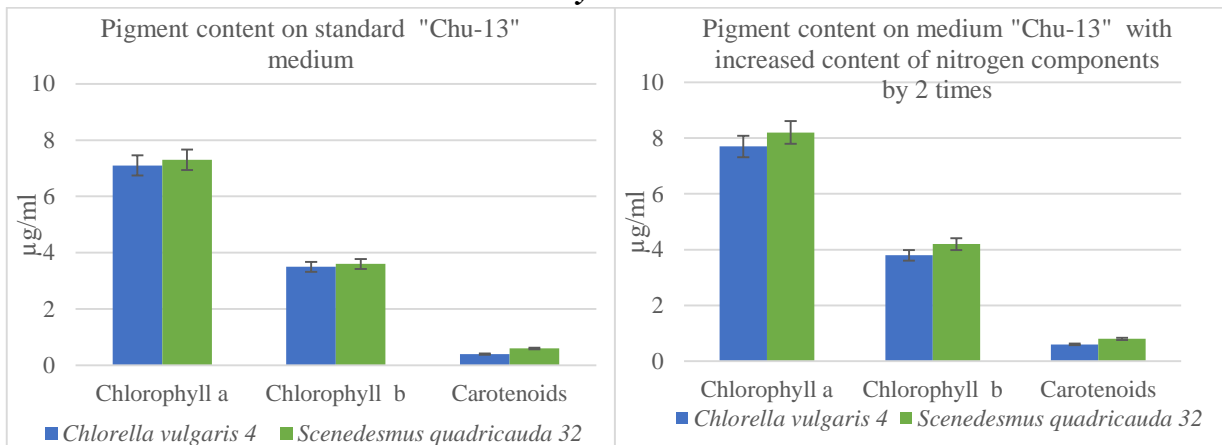 Pigment content on standard "Chu-13"
medium
10
8
6
4
2
0
µg/ml
Chlorophyll a Chlorophyll b Carotenoids
Chlorella vulgaris 4 Scenedesmus quadricauda 32
Pigment content on medium "Chu-13" with
increased content of nitrogen components
by 2 times
10
8
6
4
2
0
µg/ml
Chlorophyll a Chlorophyll b Carotenoids
Chlorella vulgaris 4 Scenedesmus quadricauda 32